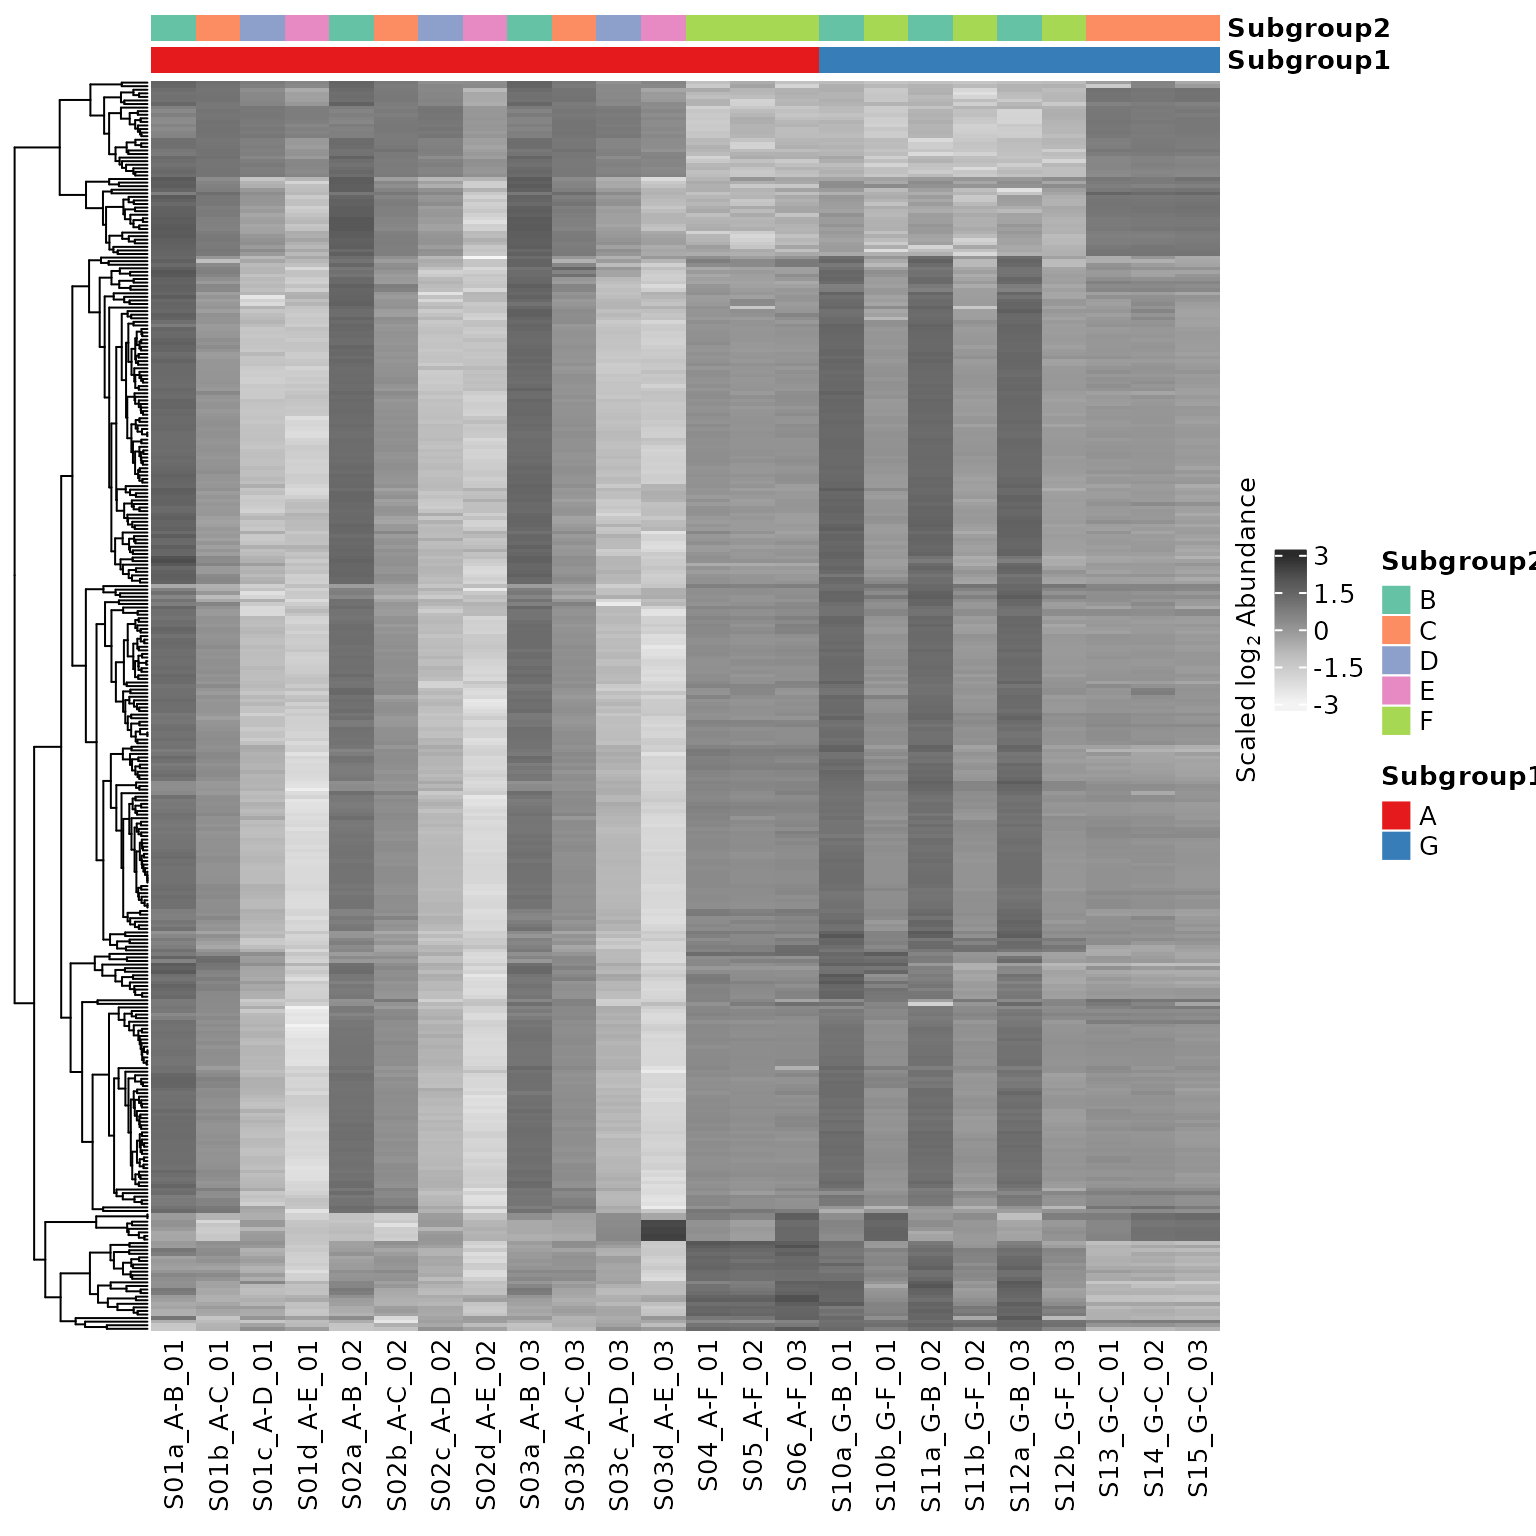 Subgroup2
Subgroup1
Scaled log₂ Abundance
3
1.5
0
-1.5
-3
Subgroup2
B
C
D
E
F
Subgroup1
A
G
S01a_A-B_01
S01b_A-C_01
S01c_A-D_01
S01d_A-E_01
S02a_A-B_02
S02b_A-C_02
S02c_A-D_02
S02d_A-E_02
S03a_A-B_03
S03b_A-C_03
S03c_A-D_03
S03d_A-E_03
S04_A-F_01
S05_A-F_02
S06_A-F_03
S10a_G-B_01
S10b_G-F_01
S11a_G-B_02
S11b_G-F_02
S12a_G-B_03
S12b_G-F_03
S13_G-C_01
S14_G-C_02
S15_G-C_03